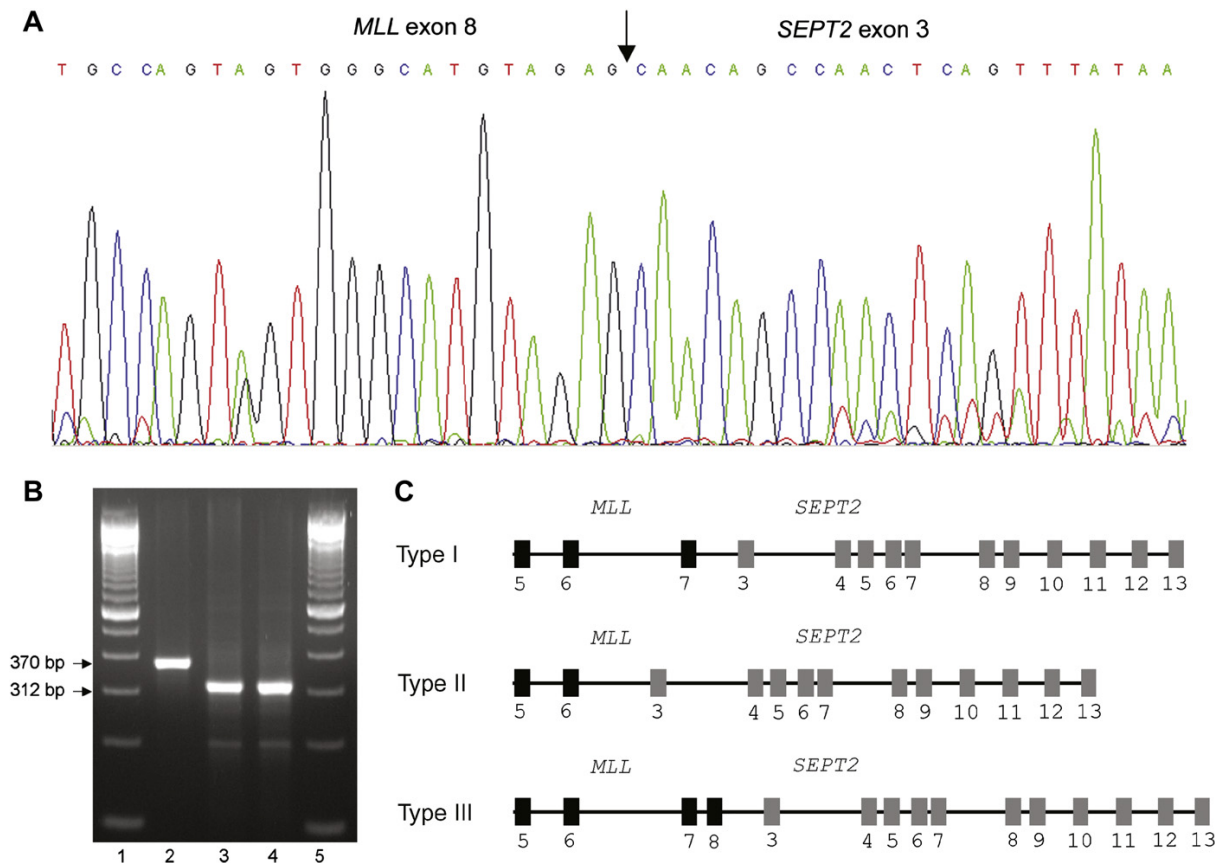 A
MLL exon 8 SEPT2 exon 3
T G C C A G T A G T G G G C A T G T A G A G C A A C A G C C A A C T C A G T T T A T A A
B
370 bp
312 bp
1 2 3 4 5
C
MLL SEPT2
Type I
5 6 7 3 4 5 6 7 8 9 10 11 12 13
MLL SEPT2
Type II
5 6 3 4 5 6 7 8 9 10 11 12 13
MLL SEPT2
Type III
5 6 7 8 3 4 5 6 7 8 9 10 11 12 13